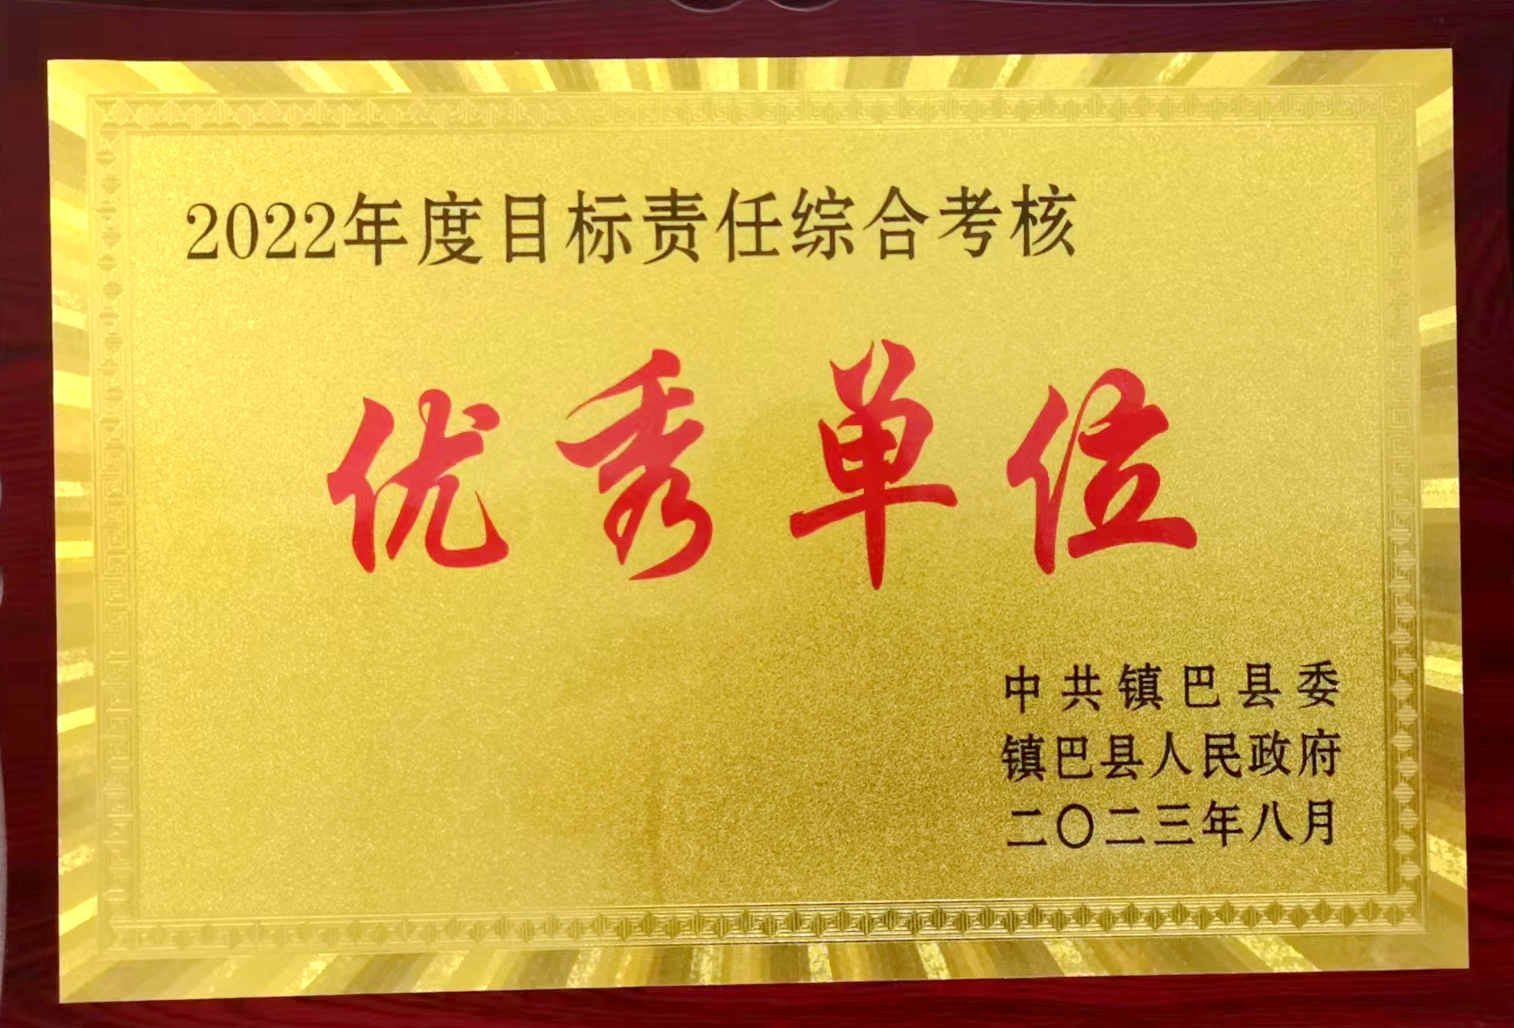 2022年度目标责任综合考核
优秀单位
中共镇巴县委
镇巴县人民政府
二〇二三年八月